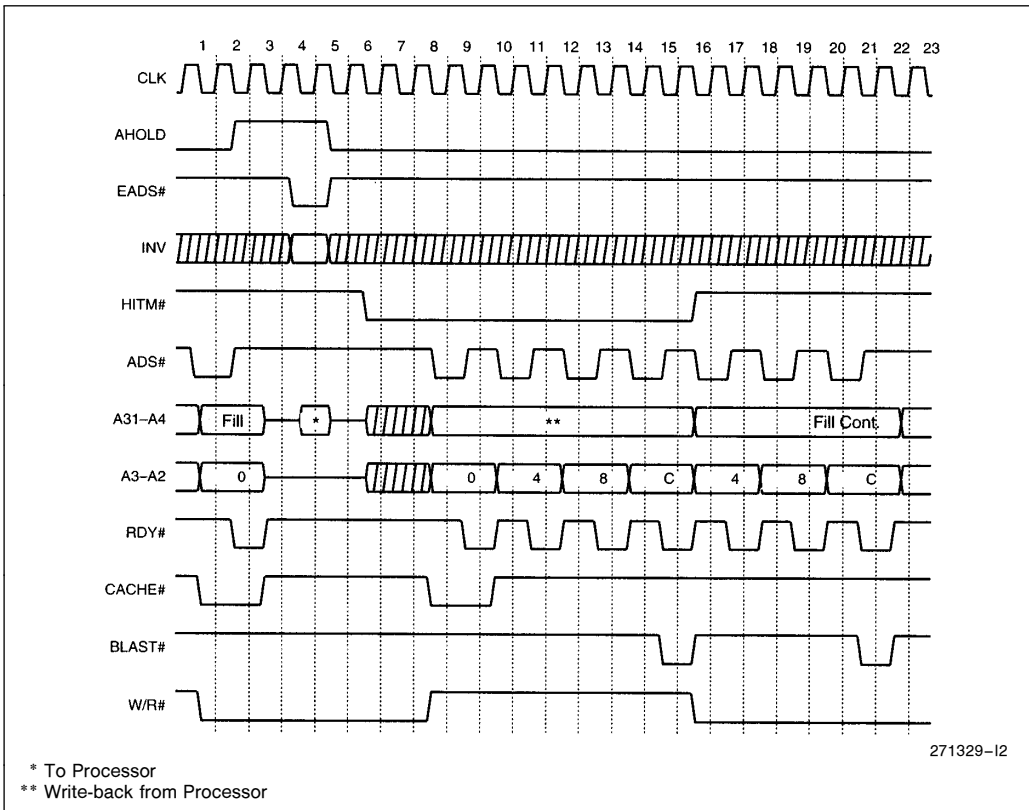 1 2 3 4 5 6 7 8 9 10 11 12 13 14 15 16 17 18 19 20 21 22 23
CLK
AHOLD
EADS#
INV
HITM#
ADS#
A31–A4 Fill * ** Fill Cont.
A3–A2 0 0 4 8 C 4 8 C
RDY#
CACHE#
BLAST#
W/R#
271329–I2
* To Processor
** Write-back from Processor